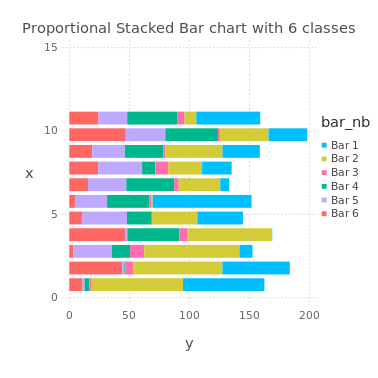 Proportional Stacked Bar chart with 6 classes
15
10
5
0
x
0
50
100
150
200
y
bar_nb
Bar 1
Bar 2
Bar 3
Bar 4
Bar 5
Bar 6